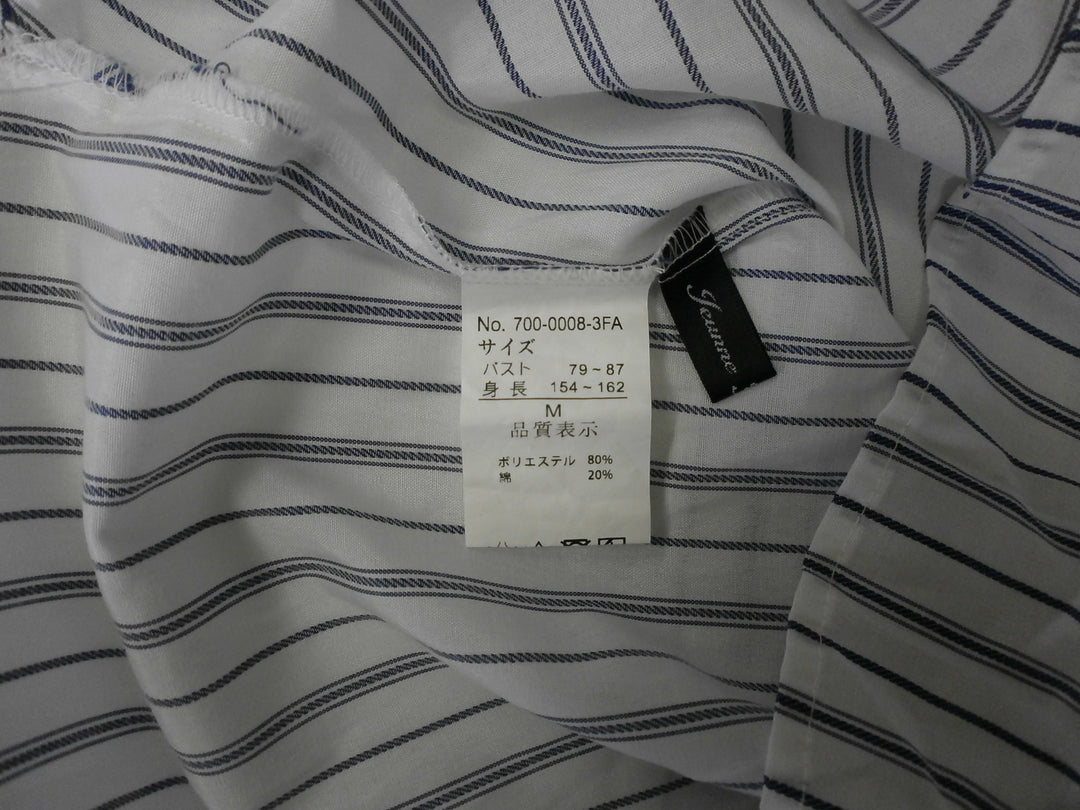 No. 700-0008-3FA
サイズ
バスト 79~87
身長 154~162
M
品質表示
ポリエステル 80%
綿 20%